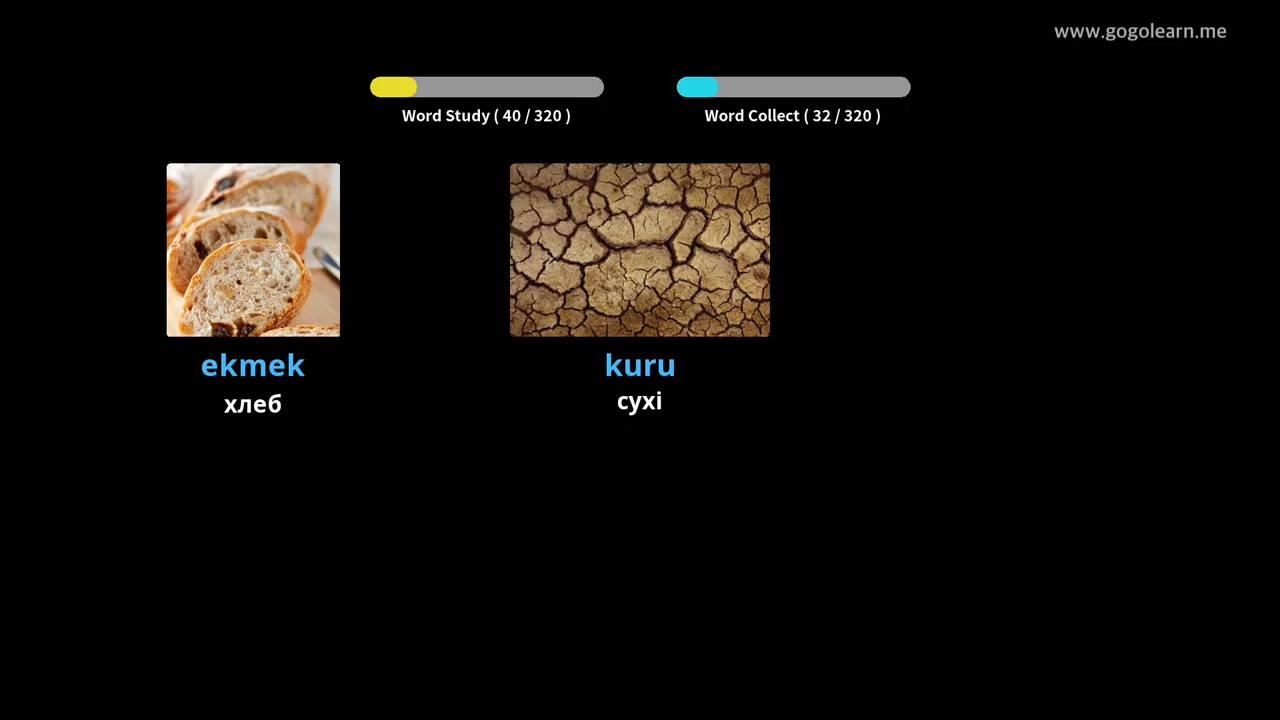 www.gogolearn.me
Word Study ( 40 / 320 )
Word Collect ( 32 / 320 )
ekmek
хлеб
kuru
сухі